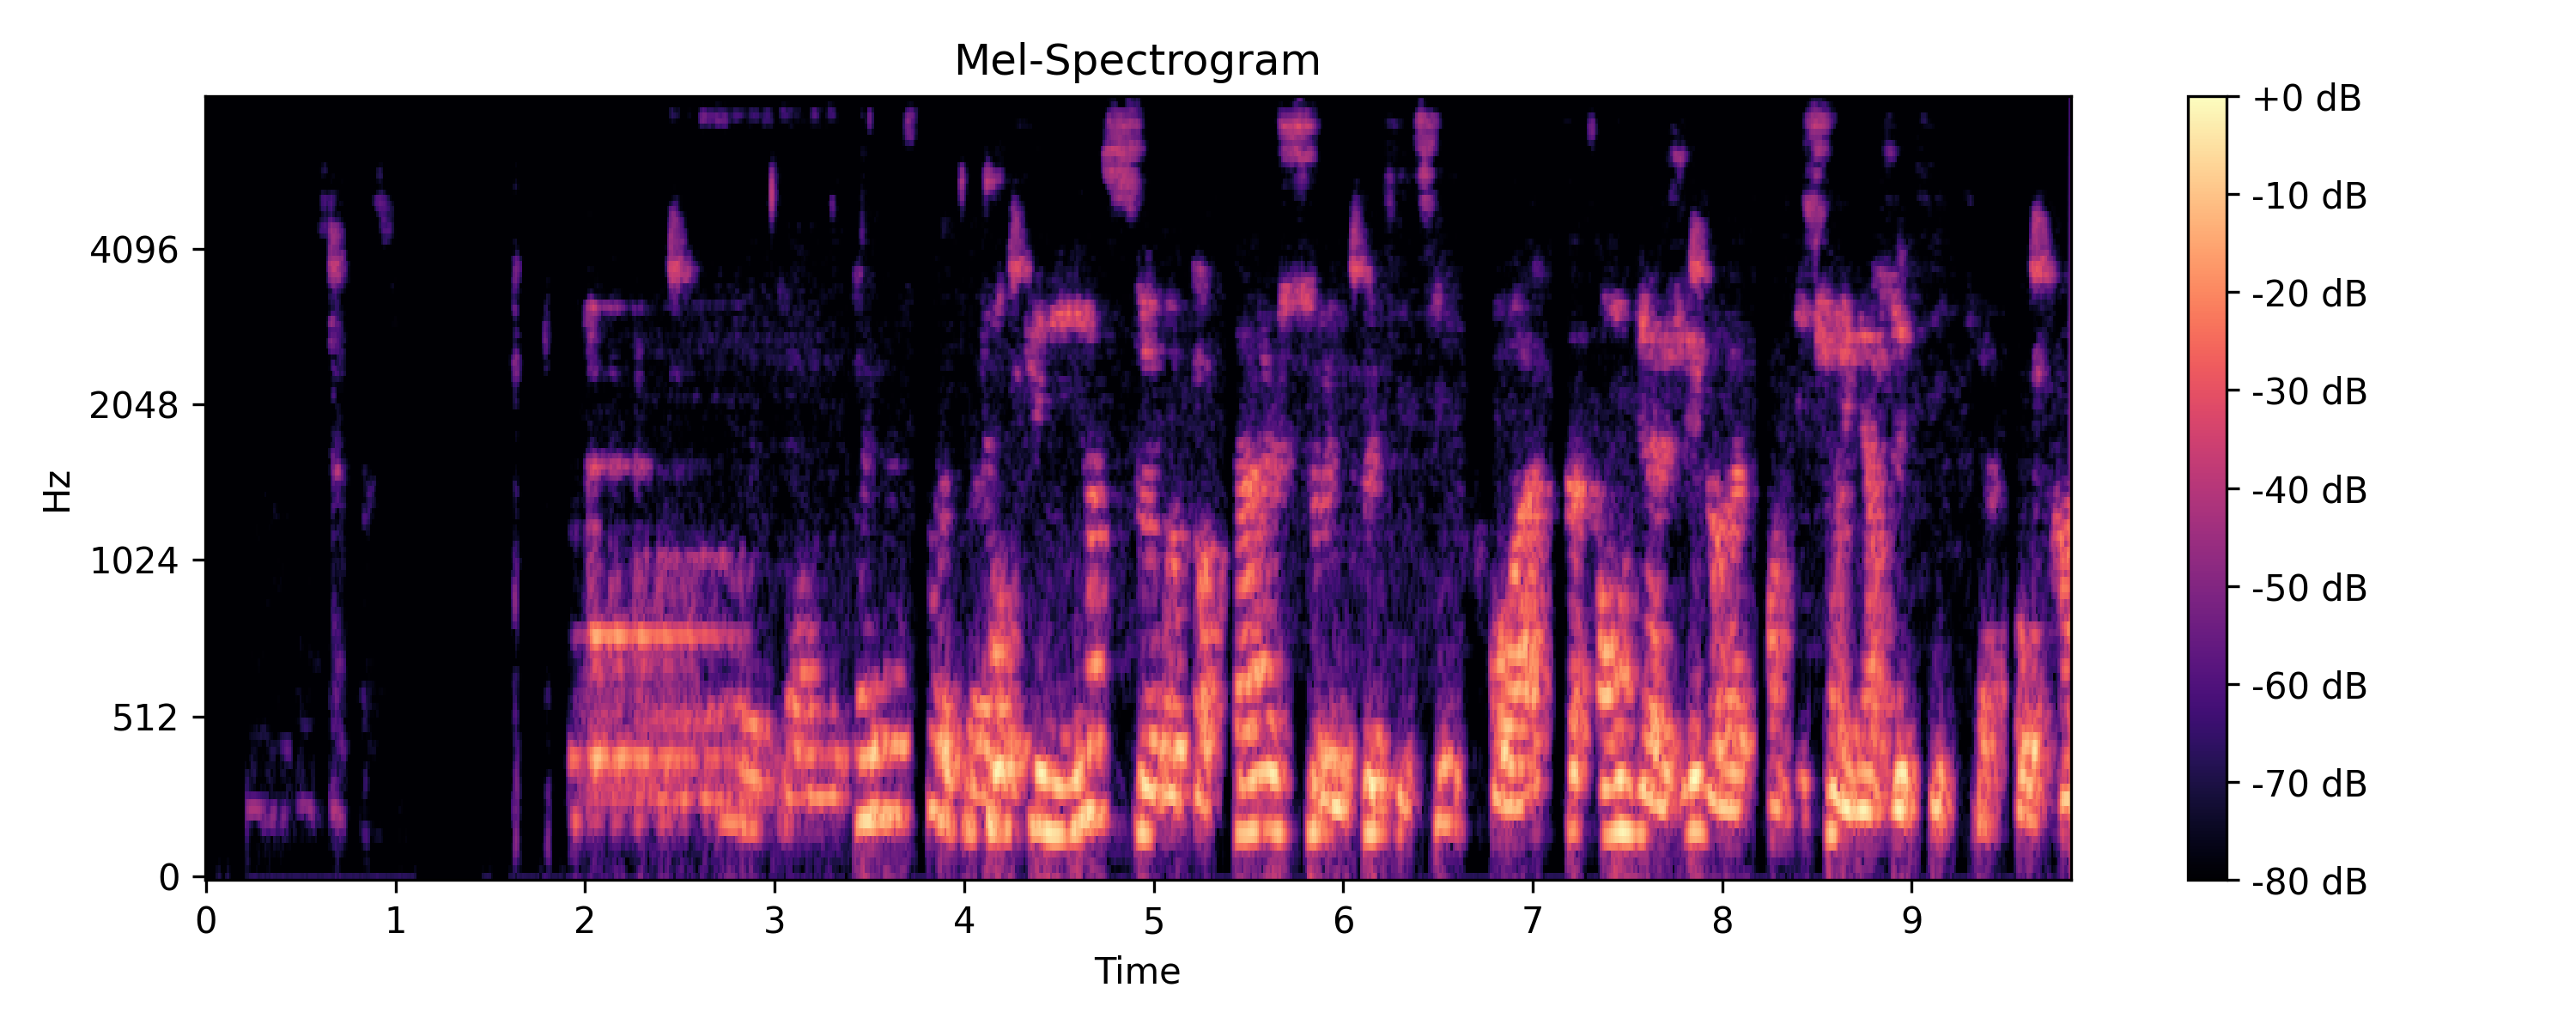 Mel-Spectrogram
+0 dB
-10 dB
-20 dB
-30 dB
-40 dB
-50 dB
-60 dB
-70 dB
-80 dB
4096
2048
1024
512
0
Hz
0 1 2 3 4 5 6 7 8 9
Time